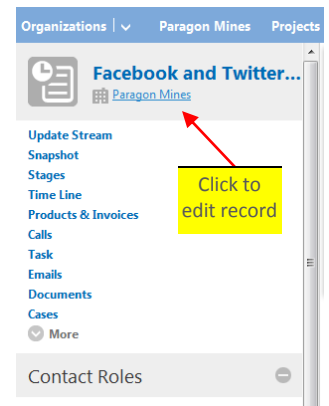 Organizations Paragon Mines Projects
Facebook and Twitter...
Paragon Mines
Update Stream
Snapshot
Stages
Time Line
Products & Invoices
Calls
Task
Emails
Documents
Cases
More
Click to
edit record
Contact Roles